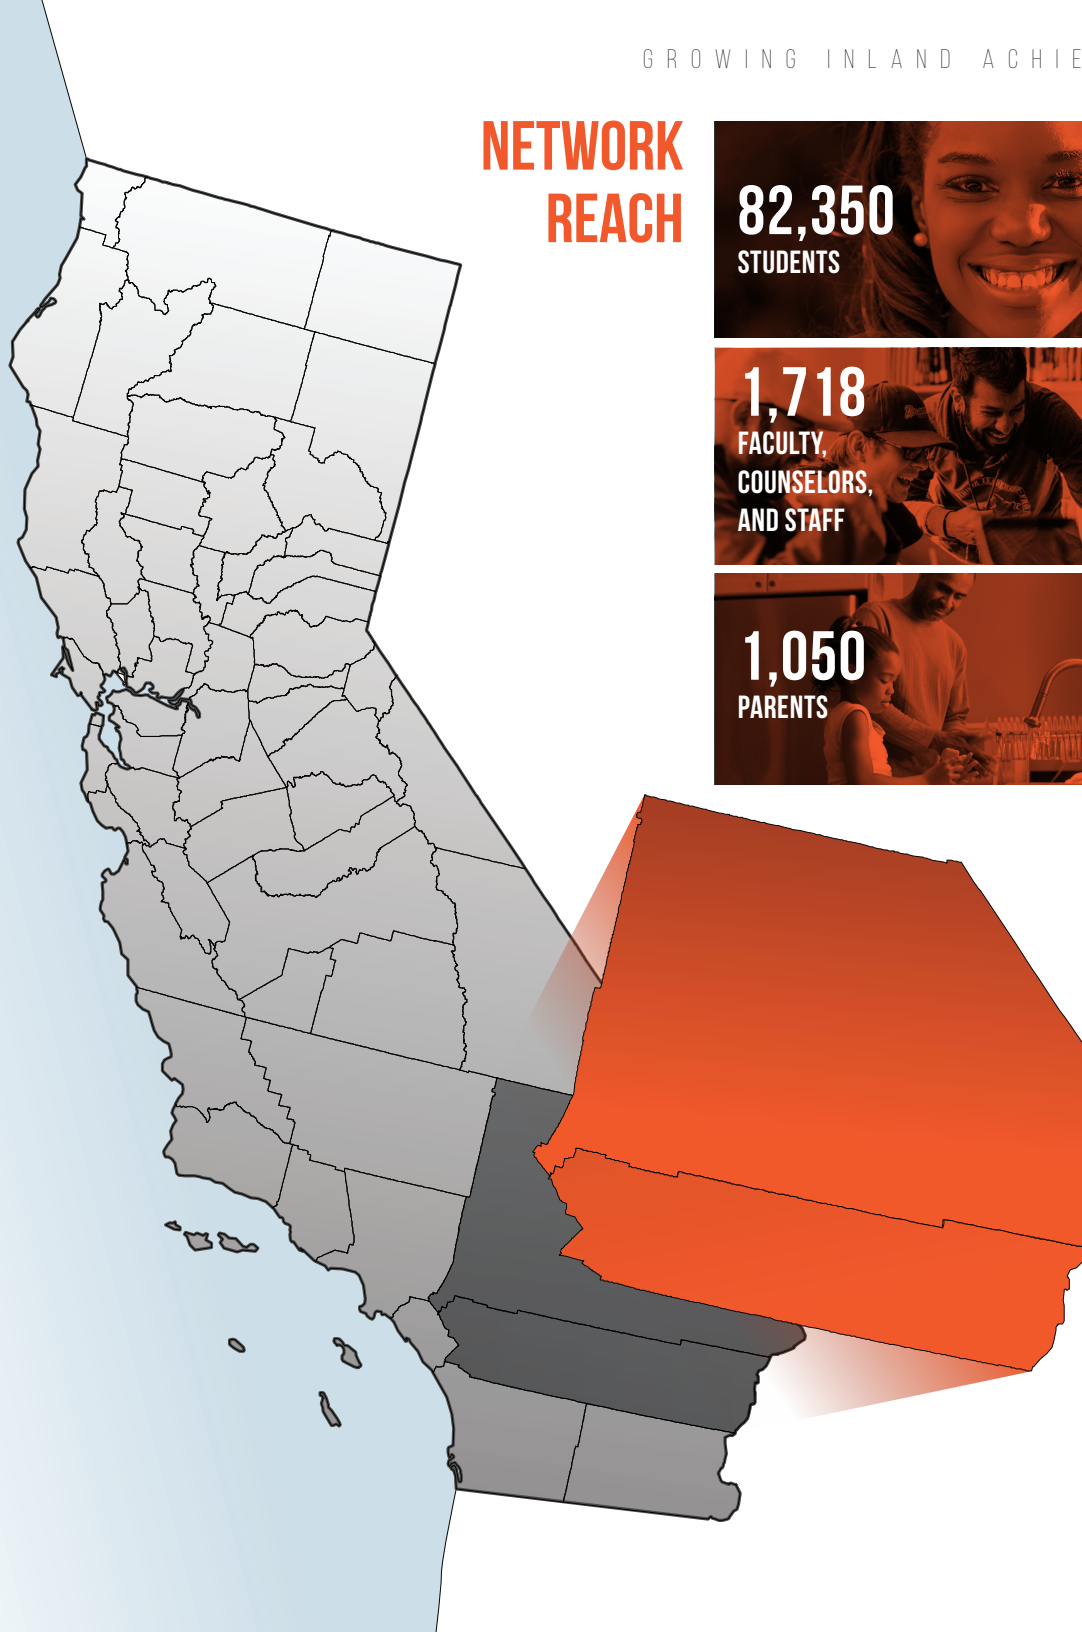 GROWING INLAND ACHIE
NETWORK
REACH
82,350
STUDENTS
1,718
FACULTY,
COUNSELORS,
AND STAFF
1,050
PARENTS